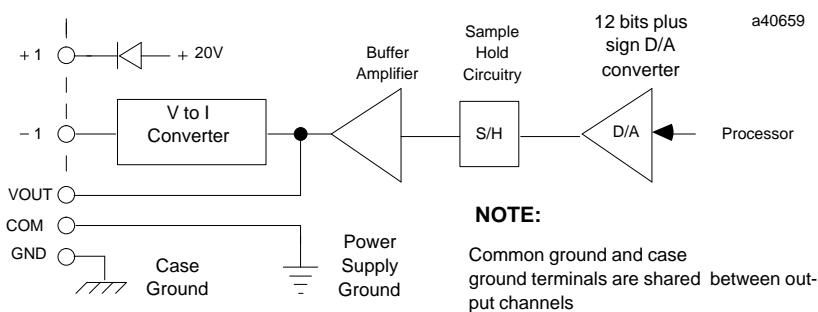 a40659
12 bits plus
sign D/A
converter
Sample
Hold
Circuitry
Buffer
Amplifier
+ 1
+ 20V
V to I
Converter
− 1
S/H
D/A
Processor
VOUT
COM
GND
Case
Ground
Power
Supply
Ground
NOTE:
Common ground and case
ground terminals are shared between out-
put channels